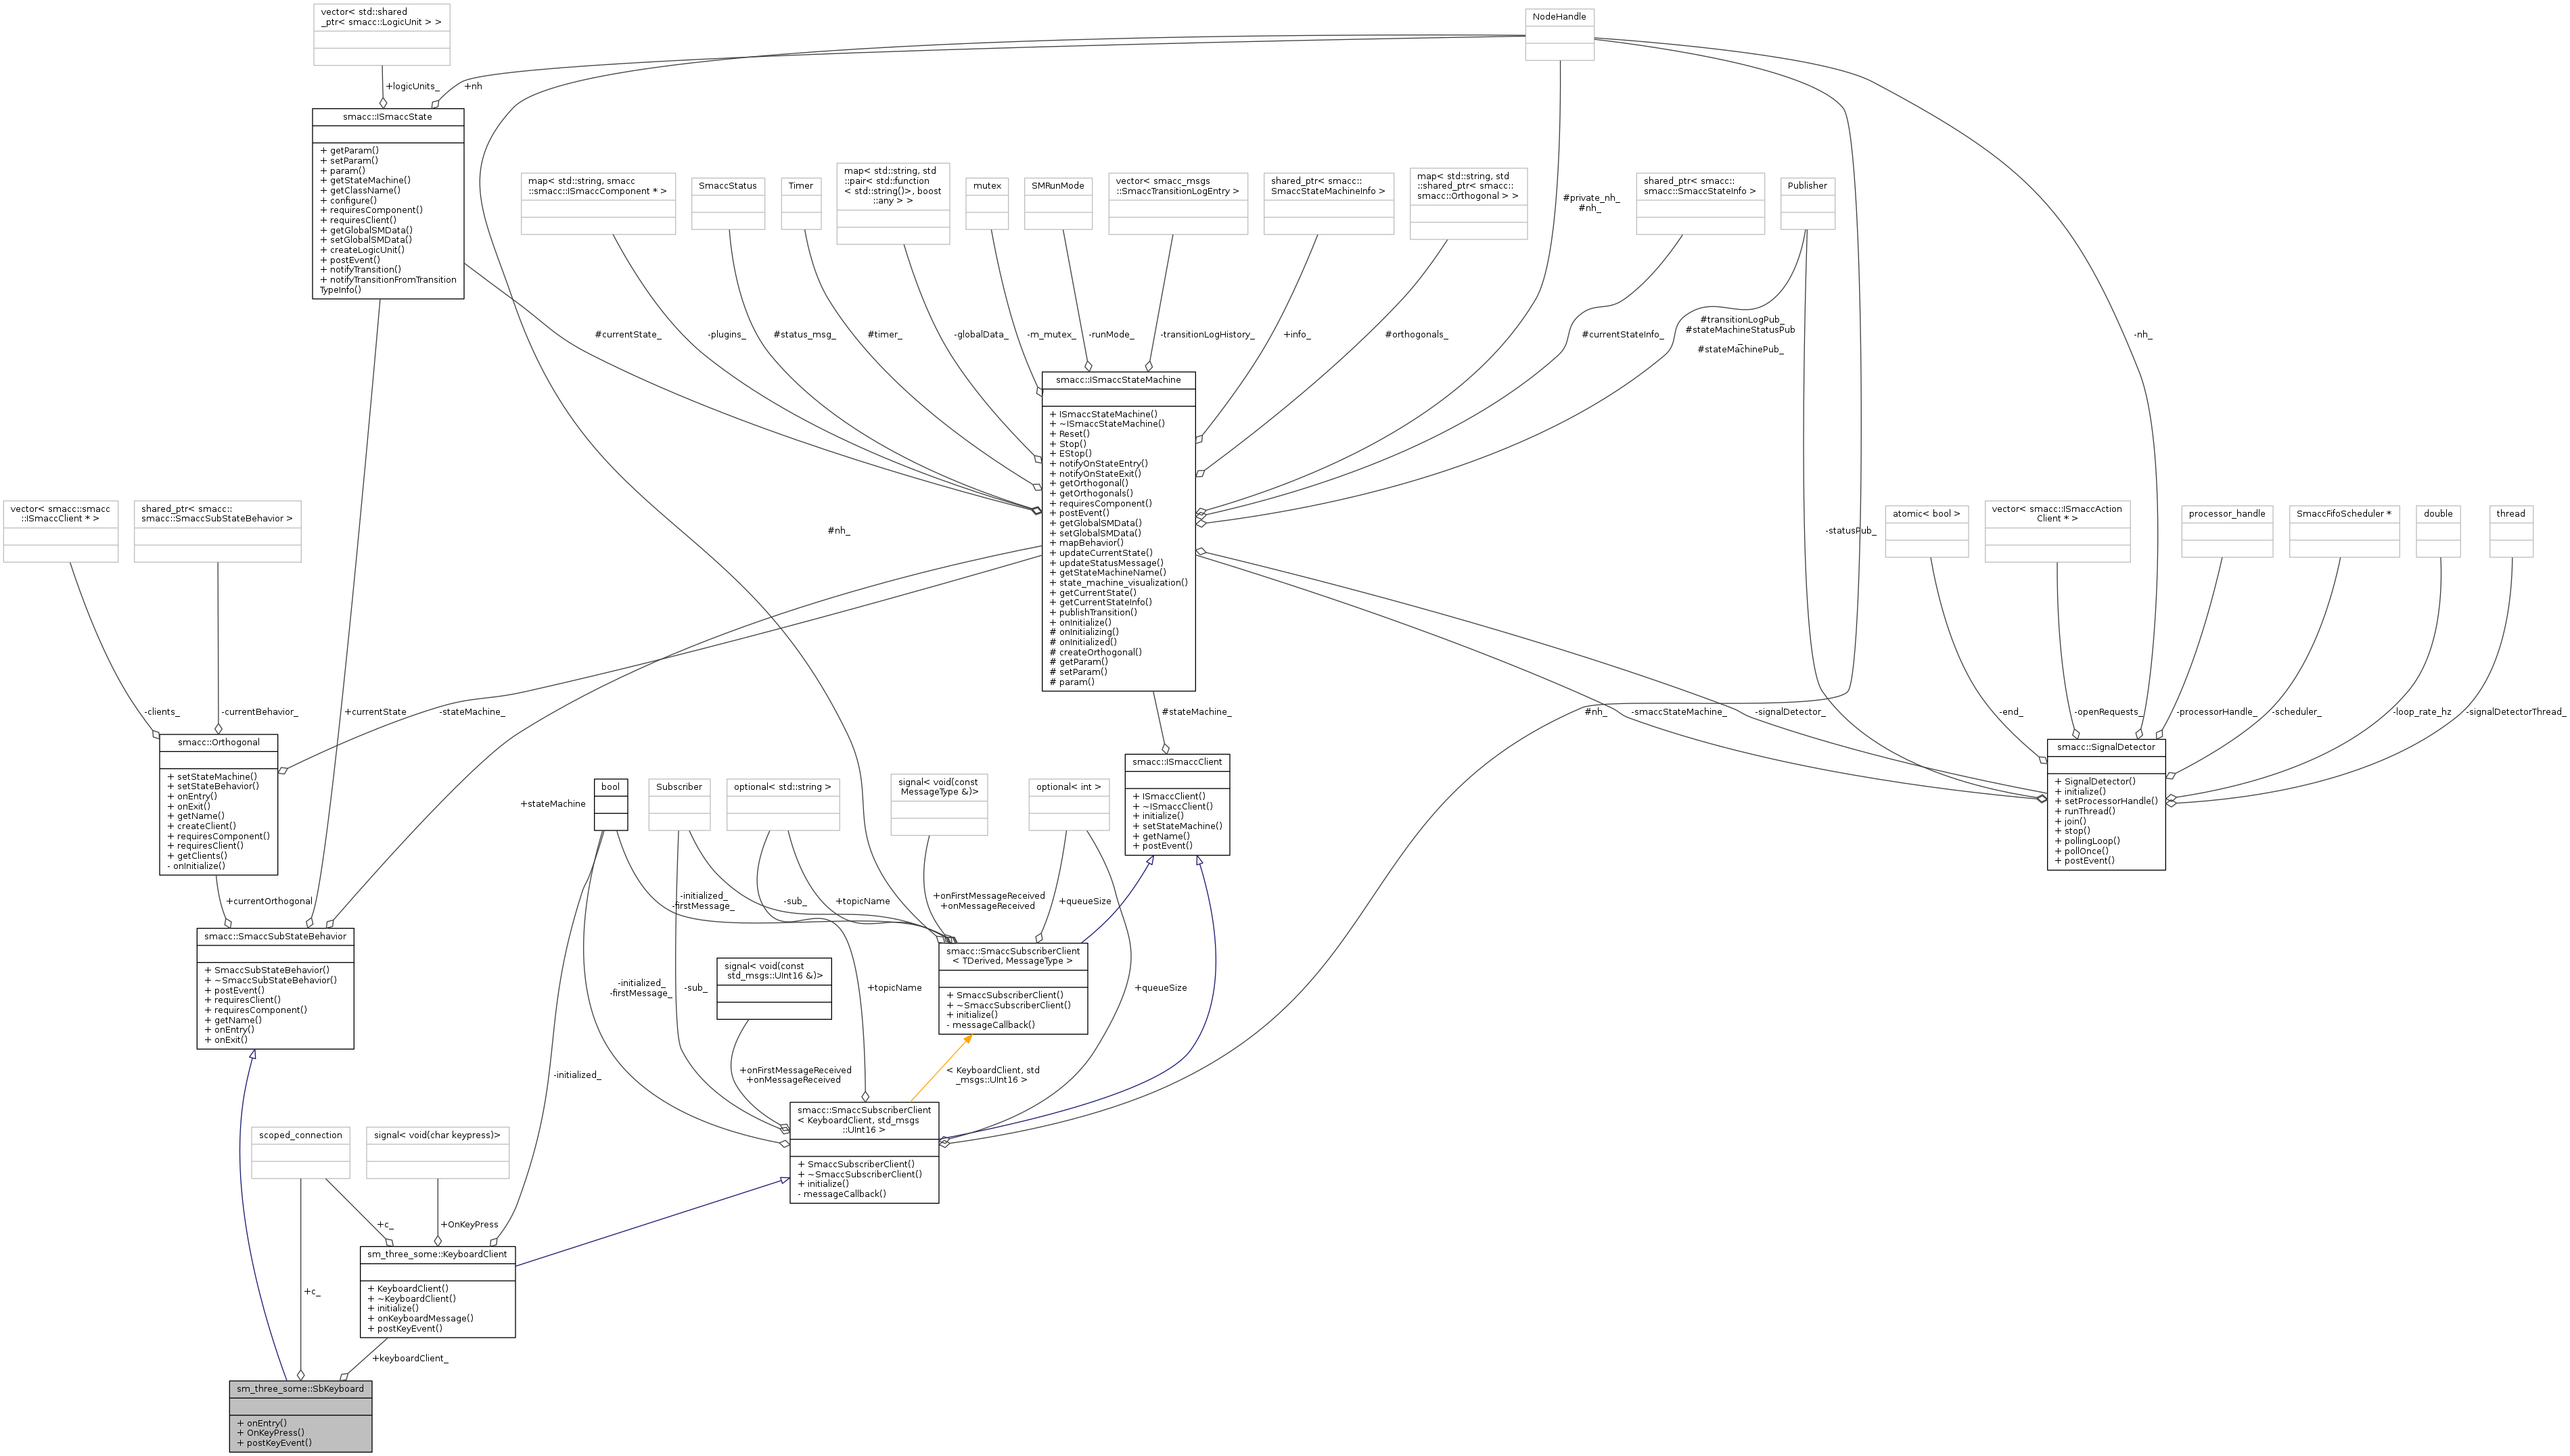 vector< std::shared
_ptr< smacc::LogicUnit > >
NodeHandle
+logicUnits_
+nh
smacc::ISmaccState
+ getParam()
+ setParam()
+ param()
+ getStateMachine()
+ getClassName()
+ configure()
+ requiresComponent()
+ requiresClient()
+ getGlobalSMData()
+ setGlobalSMData()
+ createLogicUnit()
+ postEvent()
+ notifyTransition()
+ notifyTransitionFromTransition
TypeInfo()
map< std::string, smacc
::smacc::ISmaccComponent * >
SmaccStatus
Timer
map< std::string, std
::pair< std::function
< std::string()>, boost
::any > >
mutex
SMRunMode
vector< smacc_msgs
::SmaccTransitionLogEntry >
shared_ptr< smacc::
SmaccStateMachineInfo >
map< std::string, std
::shared_ptr< smacc::
smacc::Orthogonal > >
#private_nh_
#nh_
shared_ptr< smacc::
smacc::SmaccStateInfo >
Publisher
#currentState_
-plugins_
#status_msg_
#timer_
-globalData_
-m_mutex_
-runMode_
-transitionLogHistory_
+info_
#orthogonals_
#currentStateInfo_
#transitionLogPub_
#stateMachineStatusPub
_
#stateMachinePub_
-nh_
smacc::ISmaccStateMachine
+ ISmaccStateMachine()
+ ~ISmaccStateMachine()
+ Reset()
+ Stop()
+ EStop()
+ notifyOnStateEntry()
+ notifyOnStateExit()
+ getOrthogonal()
+ getOrthogonals()
+ requiresComponent()
+ postEvent()
+ getGlobalSMData()
+ setGlobalSMData()
+ mapBehavior()
+ updateCurrentState()
+ updateStatusMessage()
+ getStateMachineName()
+ state_machine_visualization()
+ getCurrentState()
+ getCurrentStateInfo()
+ publishTransition()
+ onInitialize()
# onInitializing()
# onInitialized()
# createOrthogonal()
# getParam()
# setParam()
# param()
vector< smacc::smacc
::ISmaccClient * >
shared_ptr< smacc::
smacc::SmaccSubStateBehavior >
#nh_
-statusPub_
atomic< bool >
vector< smacc::ISmaccAction
Client * >
processor_handle
SmaccFifoScheduler *
double
thread
-clients_
-currentBehavior_
+currentState
-stateMachine_
#stateMachine_
#nh_
-smaccStateMachine_
-signalDetector_
-end_
-openRequests_
-processorHandle_
-scheduler_
-loop_rate_hz
-signalDetectorThread_
smacc::Orthogonal
+ setStateMachine()
+ setStateBehavior()
+ onEntry()
+ onExit()
+ getName()
+ createClient()
+ requiresComponent()
+ requiresClient()
+ getClients()
- onInitialize()
+stateMachine
bool
Subscriber
optional< std::string >
signal< void(const
MessageType &)>
optional< int >
smacc::ISmaccClient
+ ISmaccClient()
+ ~ISmaccClient()
+ initialize()
+ setStateMachine()
+ getName()
+ postEvent()
smacc::SignalDetector
+ SignalDetector()
+ initialize()
+ setProcessorHandle()
+ runThread()
+ join()
+ stop()
+ pollingLoop()
+ pollOnce()
+ postEvent()
+currentOrthogonal
-initialized_
-firstMessage_
-sub_
+topicName
+onFirstMessageReceived
+onMessageReceived
+queueSize
smacc::SmaccSubStateBehavior
+ SmaccSubStateBehavior()
+ ~SmaccSubStateBehavior()
+ postEvent()
+ requiresClient()
+ requiresComponent()
+ getName()
+ onEntry()
+ onExit()
-initialized_
-firstMessage_
-sub_
signal< void(const
std_msgs::UInt16 &)>
+topicName
smacc::SmaccSubscriberClient
< TDerived, MessageType >
+ SmaccSubscriberClient()
+ ~SmaccSubscriberClient()
+ initialize()
- messageCallback()
+queueSize
-initialized_
+onFirstMessageReceived
+onMessageReceived
< KeyboardClient, std
_msgs::UInt16 >
scoped_connection
signal< void(char keypress)>
smacc::SmaccSubscriberClient
< KeyboardClient, std_msgs
::UInt16 >
+ SmaccSubscriberClient()
+ ~SmaccSubscriberClient()
+ initialize()
- messageCallback()
+c_
+OnKeyPress
+c_
sm_three_some::KeyboardClient
+ KeyboardClient()
+ ~KeyboardClient()
+ initialize()
+ onKeyboardMessage()
+ postKeyEvent()
+keyboardClient_
sm_three_some::SbKeyboard
+ onEntry()
+ OnKeyPress()
+ postKeyEvent()